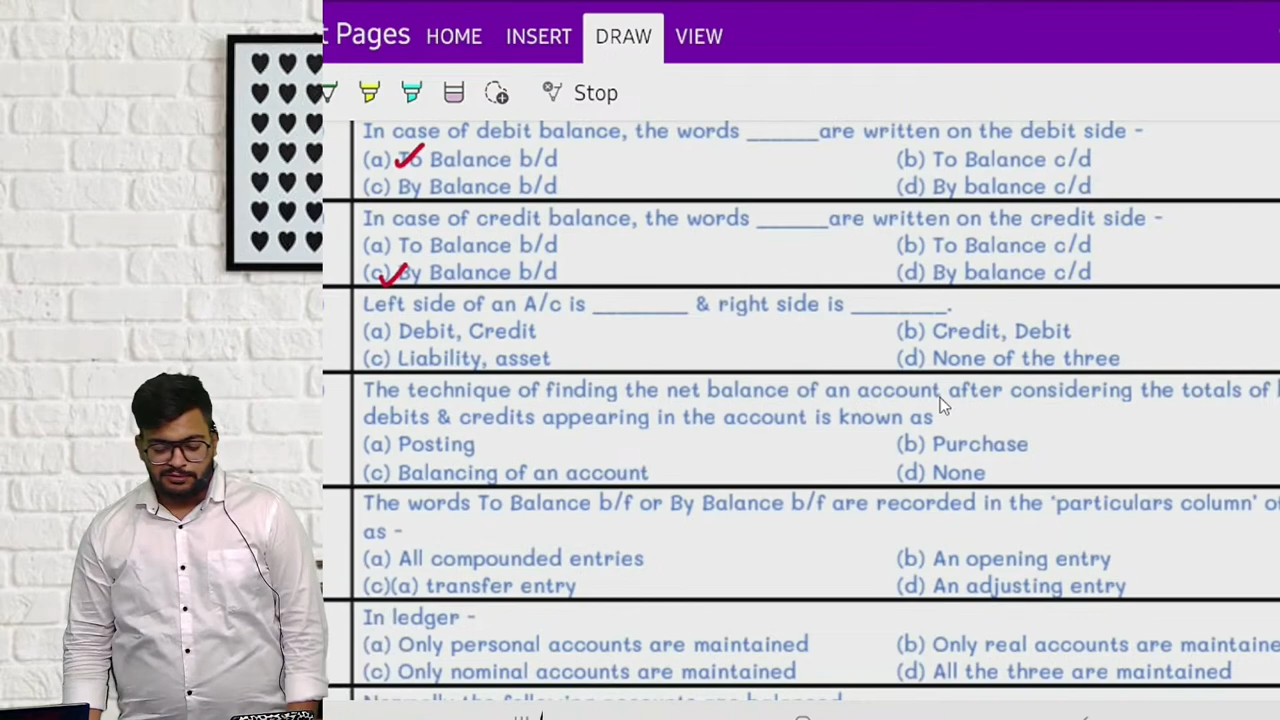 t Pages HOME INSERT DRAW VIEW
Stop
In case of debit balance, the words ______are written on the debit side -
(a) To Balance b/d (b) To Balance c/d
(c) By Balance b/d (d) By balance c/d
In case of credit balance, the words ______are written on the credit side -
(a) To Balance b/d (b) To Balance c/d
(c) By Balance b/d (d) By balance c/d
Left side of an A/c is ________ & right side is ________.
(a) Debit, Credit (b) Credit, Debit
(c) Liability, asset (d) None of the three
The technique of finding the net balance of an account after considering the totals of
debits & credits appearing in the account is known as
(a) Posting (b) Purchase
(c) Balancing of an account (d) None
The words To Balance b/f or By Balance b/f are recorded in the 'particulars column'
as -
(a) All compounded entries (b) An opening entry
(c)(a) transfer entry (d) An adjusting entry
In ledger -
(a) Only personal accounts are maintained (b) Only real accounts are maintaine
(c) Only nominal accounts are maintained (d) All the three are maintained
Normally the following accounts are balanced